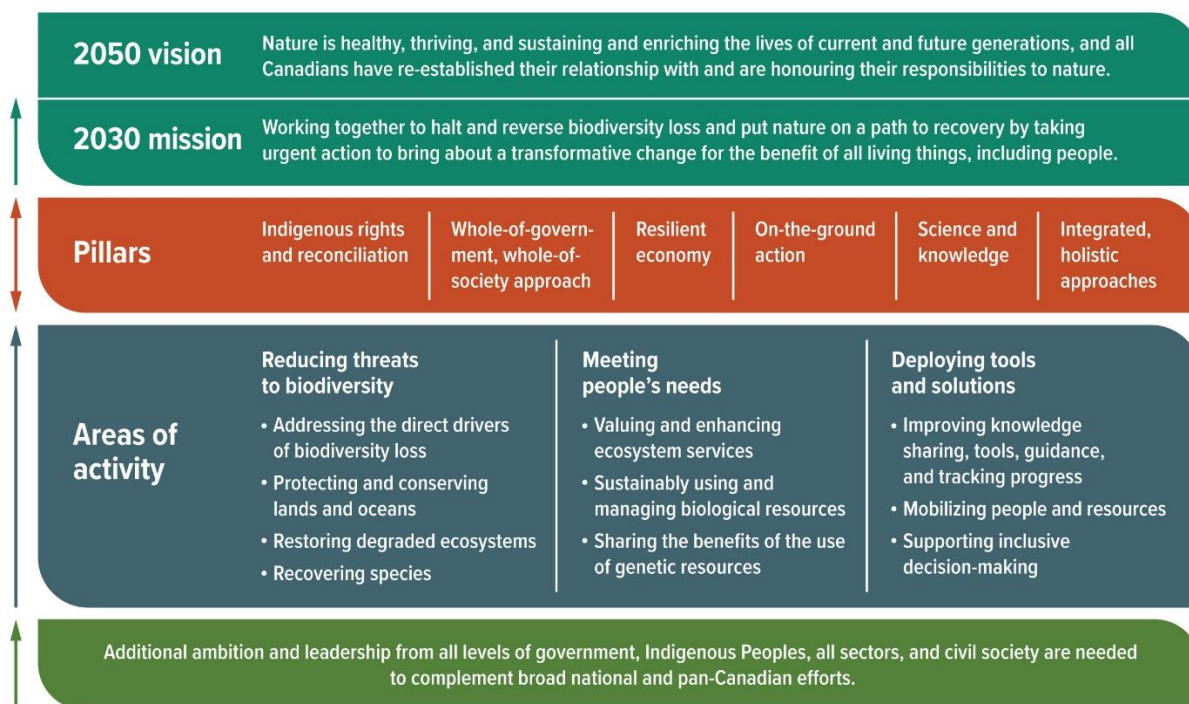 2050 vision
Nature is healthy, thriving, and sustaining and enriching the lives of current and future generations, and all
Canadians have re-established their relationship with and are honouring their responsibilities to nature.
2030 mission
Working together to halt and reverse biodiversity loss and put nature on a path to recovery by taking
urgent action to bring about a transformative change for the benefit of all living things, including people.
Pillars
Indigenous rights
and reconciliation
Whole-of-govern-
ment, whole-of-
society approach
Resilient
economy
On-the-ground
action
Science and
knowledge
Integrated,
holistic
approaches
Areas of
activity
Reducing threats
to biodiversity
• Addressing the direct drivers
of biodiversity loss
• Protecting and conserving
lands and oceans
• Restoring degraded ecosystems
• Recovering species
Meeting
people’s needs
• Valuing and enhancing
ecosystem services
• Sustainably using and
managing biological resources
• Sharing the benefits of the use
of genetic resources
Deploying tools
and solutions
• Improving knowledge
sharing, tools, guidance,
and tracking progress
• Mobilizing people and resources
• Supporting inclusive
decision-making
Additional ambition and leadership from all levels of government, Indigenous Peoples, all sectors, and civil society are needed
to complement broad national and pan-Canadian efforts.